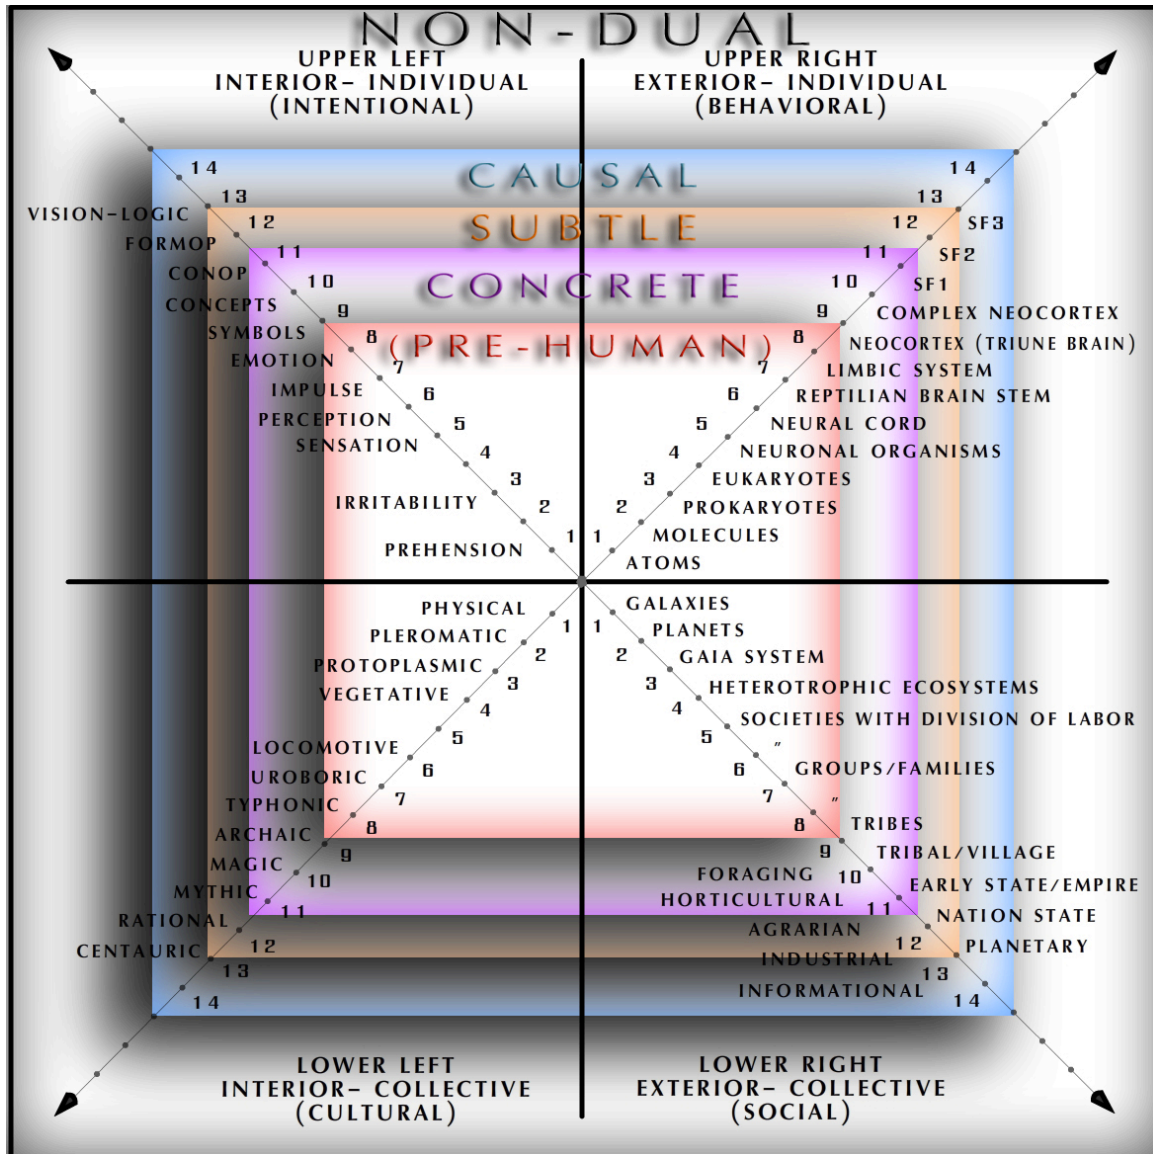 NON-DUAL
UPPER LEFT
INTERIOR- INDIVIDUAL
(INTENTIONAL)
UPPER RIGHT
EXTERIOR- INDIVIDUAL
(BEHAVIORAL)
CAUSAL
SUBTLE
CONCRETE
(PRE-HUMAN)
14
13
VISION-LOGIC
12
FORMOP
11
CONOP
10
CONCEPTS
9
SYMBOLS
8
EMOTION
7
IMPULSE
6
PERCEPTION
5
SENSATION
4
3
IRRITABILITY
2
1
PREHENSION
14
13
12
SF3
11
SF2
10
SF1
9
COMPLEX NEOCORTEX
8
NEOCORTEX (TRIUNE BRAIN)
7
LIMBIC SYSTEM
6
REPTILIAN BRAIN STEM
5
NEURAL CORD
4
NEURONAL ORGANISMS
3
EUKARYOTES
2
PROKARYOTES
1
MOLECULES
ATOMS
PHYSICAL
1
PLEROMATIC
2
PROTOPLASMIC
3
VEGETATIVE
4
5
LOCOMOTIVE
6
UROBORIC
7
TYPHONIC
8
ARCHAIC
9
MAGIC
10
MYTHIC
11
RATIONAL
12
CENTAURIC
13
14
GALAXIES
1
PLANETS
2
GAIA SYSTEM
3
HETEROTROPHIC ECOSYSTEMS
4
SOCIETIES WITH DIVISION OF LABOR
5
"
6
GROUPS/FAMILIES
7
"
8
TRIBES
9
TRIBAL/VILLAGE
FORAGING
10
EARLY STATE/EMPIRE
HORTICULTURAL
11
NATION STATE
AGRARIAN
12
PLANETARY
INDUSTRIAL
13
INFORMATIONAL
14
LOWER LEFT
INTERIOR- COLLECTIVE
(CULTURAL)
LOWER RIGHT
EXTERIOR- COLLECTIVE
(SOCIAL)